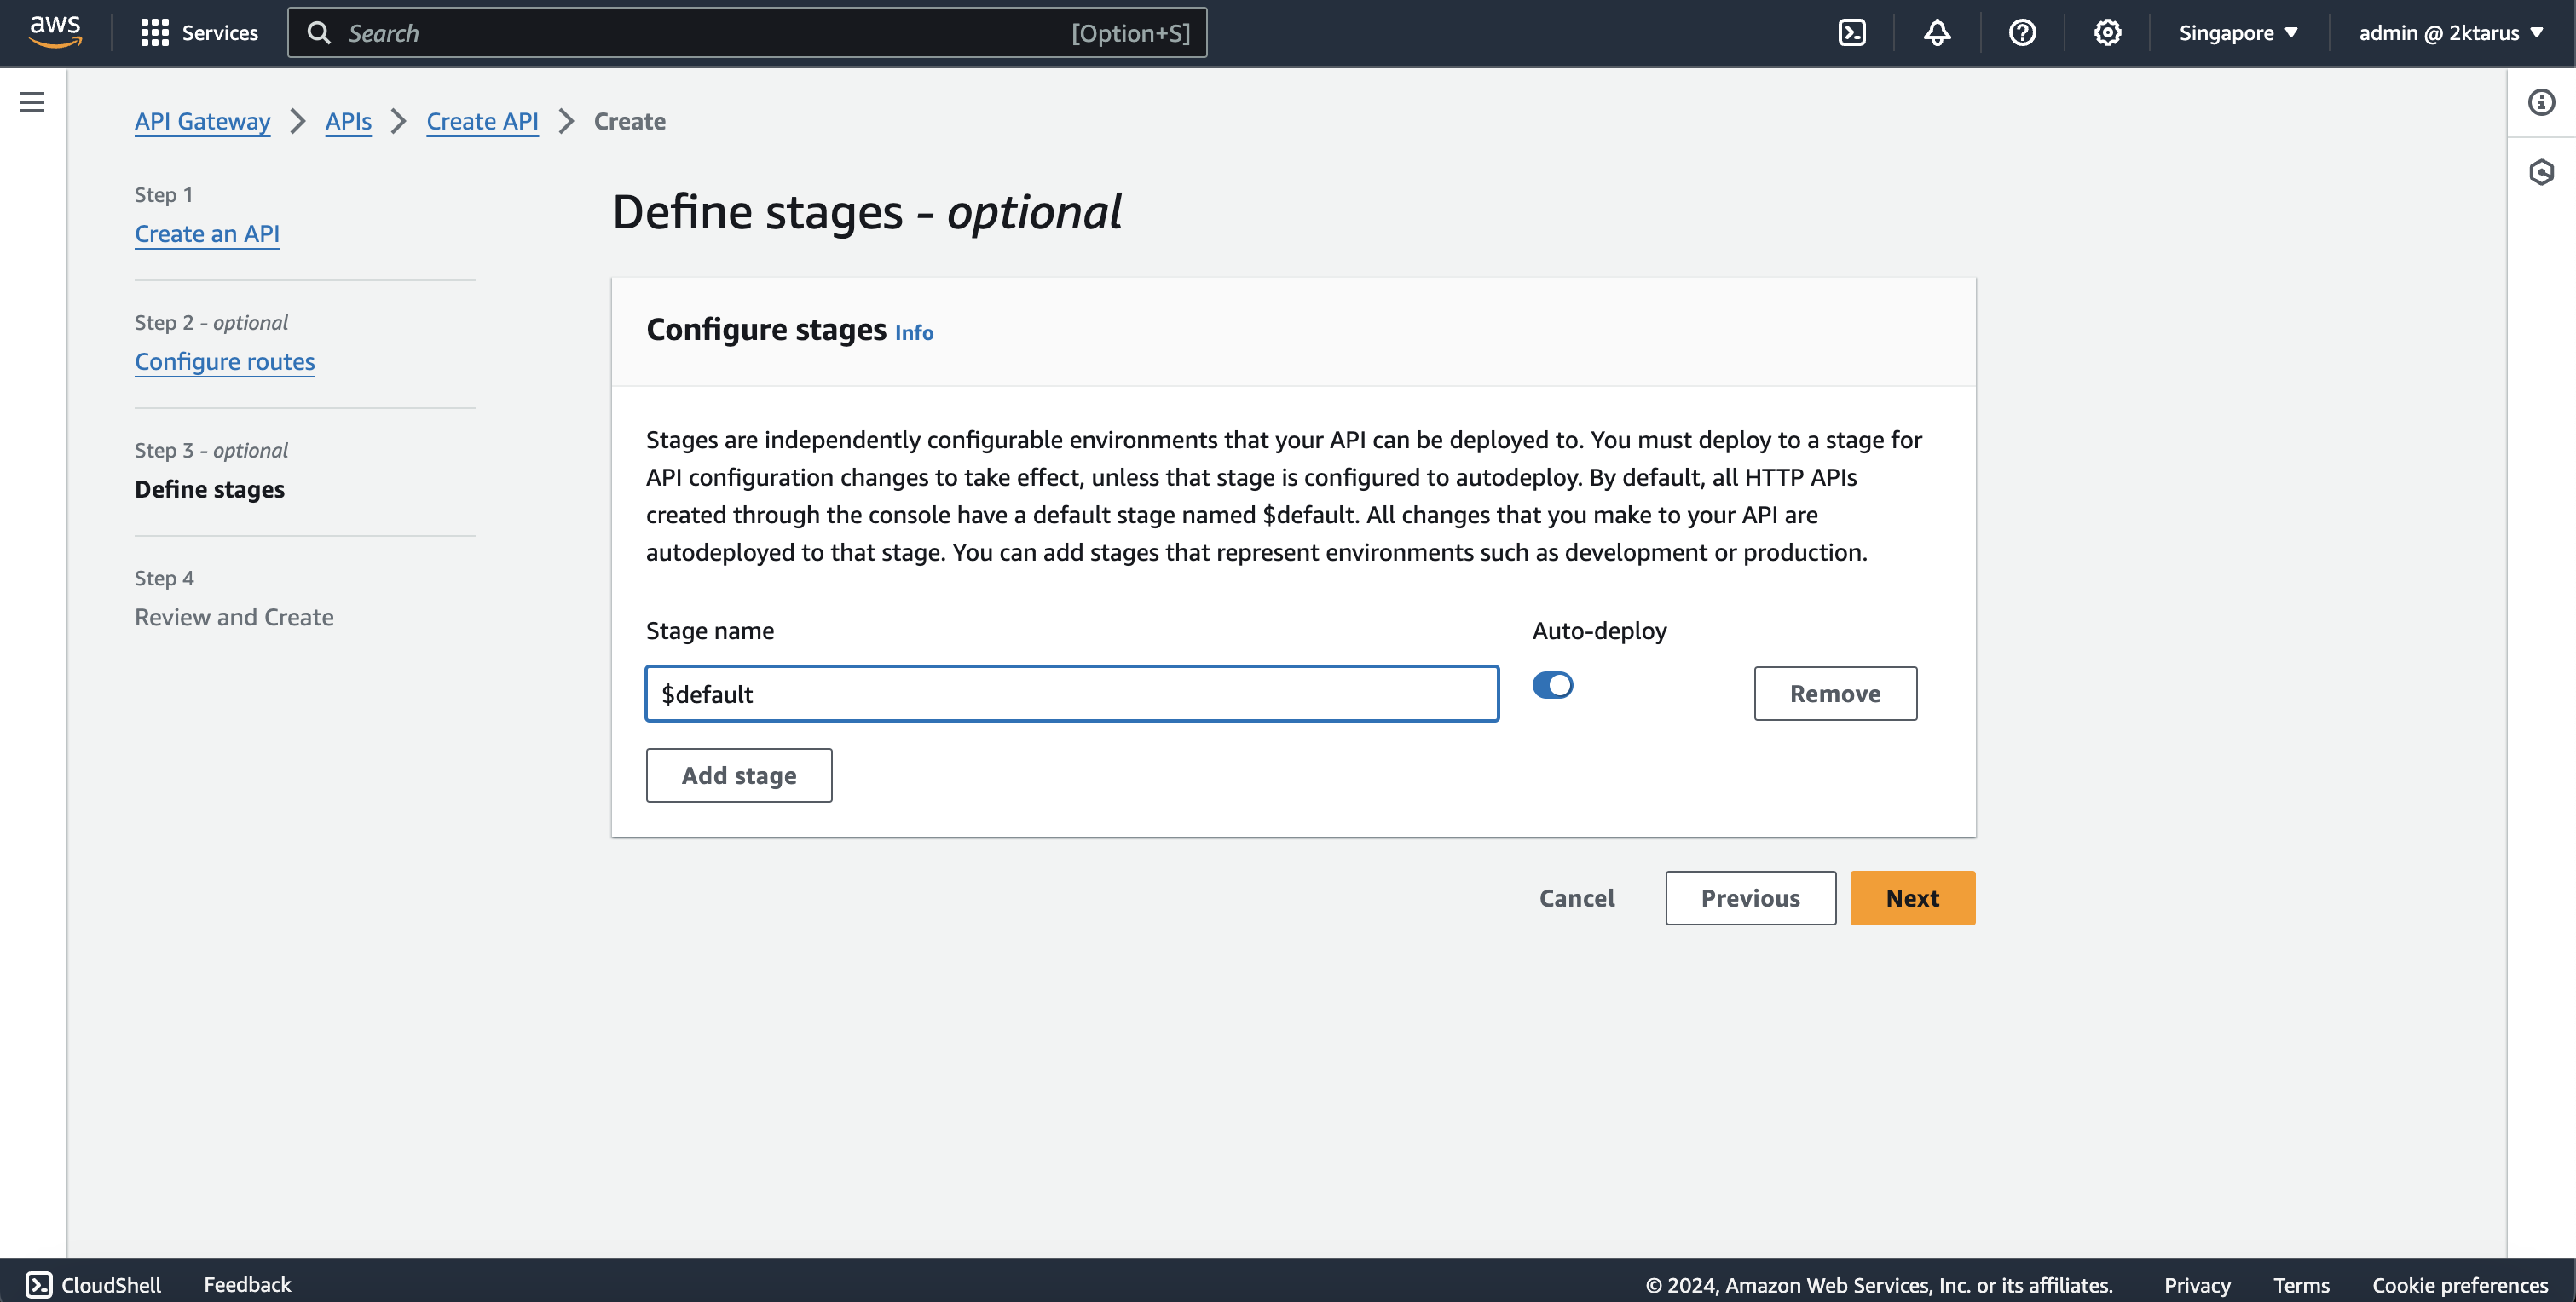 aws
Services
Search
[Option+S]
Singapore
admin @ 2ktarus
API Gateway
APIs
Create API
Create
Step 1
Create an API
Step 2 - optional
Configure routes
Step 3 - optional
Define stages
Step 4
Review and Create
Define stages - optional
Configure stages Info
Stages are independently configurable environments that your API can be deployed to. You must deploy to a stage for
API configuration changes to take effect, unless that stage is configured to autodeploy. By default, all HTTP APIs
created through the console have a default stage named $default. All changes that you make to your API are
autodeployed to that stage. You can add stages that represent environments such as development or production.
Stage name
Auto-deploy
$default
Remove
Add stage
Cancel
Previous
Next
CloudShell
Feedback
© 2024, Amazon Web Services, Inc. or its affiliates.
Privacy
Terms
Cookie preferences